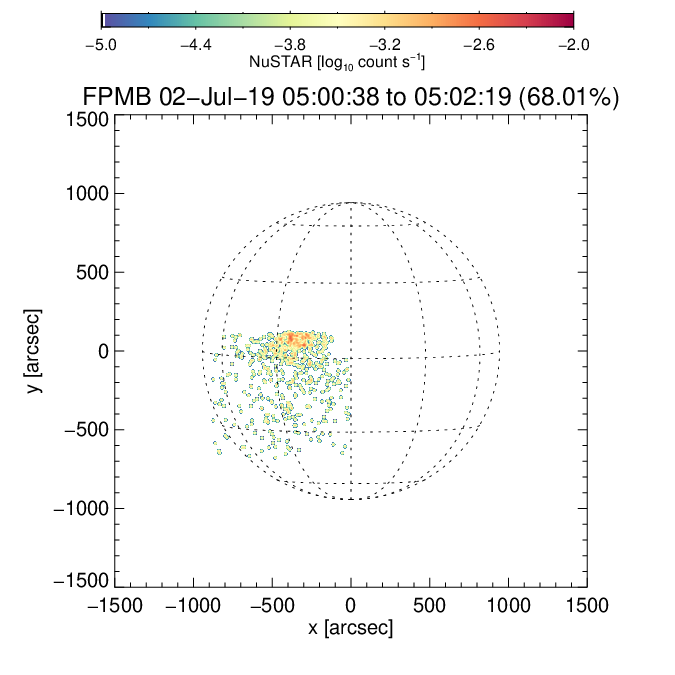 −5.0 −4.4 −3.8 −3.2 −2.6 −2.0
NuSTAR [log₁₀ count s⁻¹]
FPMB 02−Jul−19 05:00:38 to 05:02:19 (68.01%)
1500
1000
500
0
−500
−1000
−1500
y [arcsec]
−1500 −1000 −500 0 500 1000 1500
x [arcsec]